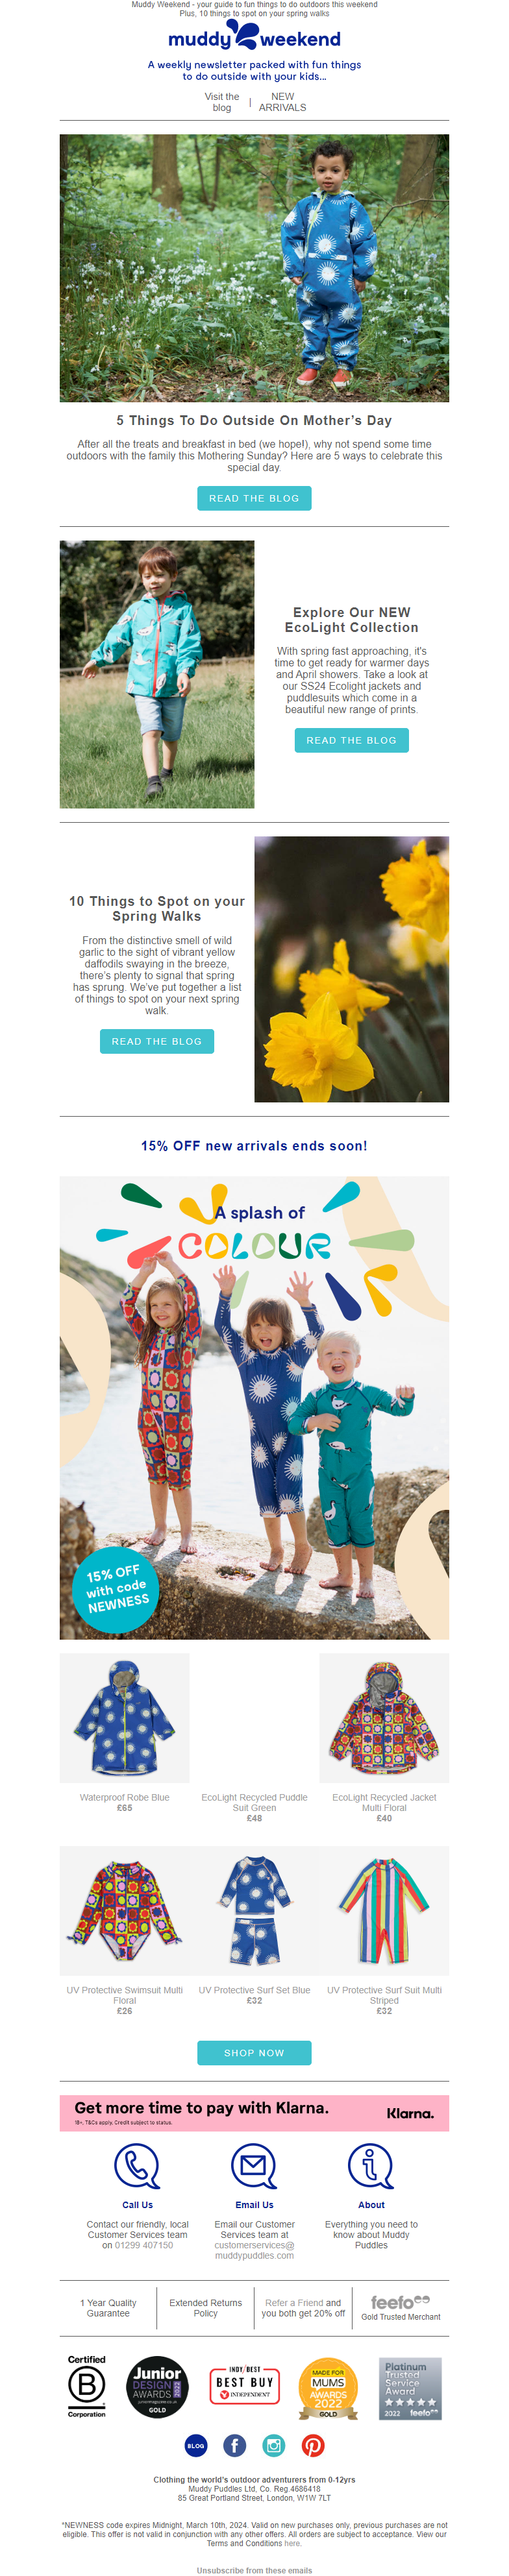 Muddy Weekend - your guide to fun things to do outdoors this weekend
Plus, 10 things to spot on your spring walks
muddy weekend
A weekly newsletter packed with fun things
to do outside with your kids...
Visit the
blog
|
NEW
ARRIVALS
5 Things To Do Outside On Mother's Day
After all the treats and breakfast in bed (we hope!), why not spend some time
outdoors with the family this Mothering Sunday? Here are 5 ways to celebrate this
special day.
READ THE BLOG
Explore Our NEW
EcoLight Collection
With spring fast approaching, it's
time to get ready for warmer days
and April showers. Take a look at
our SS24 Ecolight jackets and
puddlesuits which come in a
beautiful new range of prints.
READ THE BLOG
10 Things to Spot on your
Spring Walks
From the distinctive smell of wild
garlic to the sight of vibrant yellow
daffodils swaying in the breeze,
there's plenty to signal that spring
has sprung. We've put together a list
of things to spot on your next spring
walk.
READ THE BLOG
15% OFF new arrivals ends soon!
A splash of
COLOUR
15% OFF
with code
NEWNESS
Waterproof Robe Blue
£65
EcoLight Recycled Puddle
Suit Green
£48
EcoLight Recycled Jacket
Multi Floral
£40
UV Protective Swimsuit Multi
Floral
£26
UV Protective Surf Set Blue
£32
UV Protective Surf Suit Multi
Striped
£32
SHOP NOW
Get more time to pay with Klarna.
18+, T&Cs apply. Credit subject to status.
Klarna.
Call Us
Contact our friendly, local
Customer Services team
on 01299 407150
Email Us
Email our Customer
Services team at
customerservices@
muddypuddles.com
About
Everything you need to
know about Muddy
Puddles
1 Year Quality
Guarantee
Extended Returns
Policy
Refer a Friend and
you both get 20% off
feefo
Gold Trusted Merchant
Certified
B
Corporation
Junior
DESIGN
AWARDS
GOLD
INDY/BEST
BEST BUY
INDEPENDENT
MADE FOR
MUMS
AWARDS
2022
GOLD
Platinum
Trusted
Service
Award
2022 feefo
BLOG
Clothing the world's outdoor adventurers from 0-12yrs
Muddy Puddles Ltd, Co. Reg.4686418
85 Great Portland Street, London, W1W 7LT
*NEWNESS code expires Midnight, March 10th, 2024. Valid on new purchases only, previous purchases are not
eligible. This offer is not valid in conjunction with any other offers. All orders are subject to acceptance. View our
Terms and Conditions here.
Unsubscribe from these emails